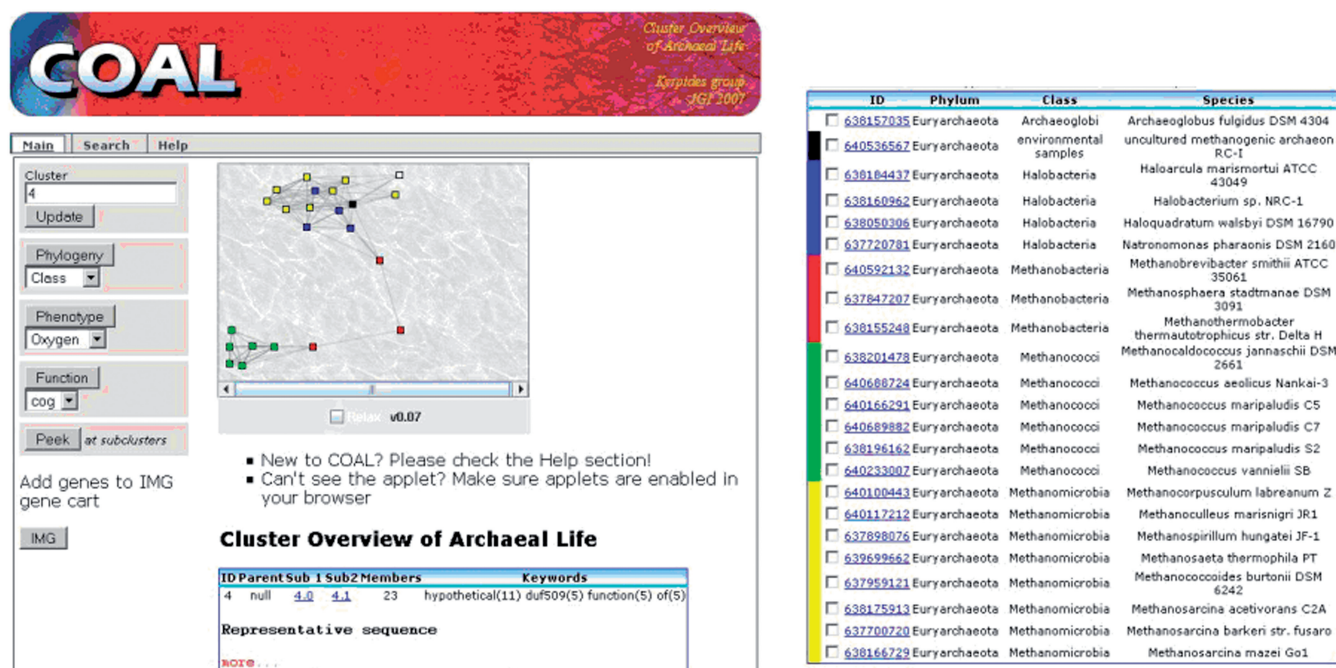 COAL
Cluster Overview
of Archaeal Life
Kyrpides group
JGI 2007
Main Search Help
Cluster
4
Update
Phylogeny
Class
Phenotype
Oxygen
Function
cog
Peek at subclusters
Add genes to IMG
gene cart
IMG
Relax v0.07
▪ New to COAL? Please check the Help section!
▪ Can't see the applet? Make sure applets are enabled in
your browser
Cluster Overview of Archaeal Life
ID Parent Sub 1 Sub2 Members Keywords
4 null 4.0 4.1 23 hypothetical(11) duf509(5) function(5) of(5)
Representative sequence
more...
ID Phylum Class Species
638157035 Euryarchaeota Archaeoglobi Archaeoglobus fulgidus DSM 4304
640536567 Euryarchaeota environmental samples uncultured methanogenic archaeon RC-I
638184437 Euryarchaeota Halobacteria Haloarcula marismortui ATCC 43049
638160962 Euryarchaeota Halobacteria Halobacterium sp. NRC-1
638050306 Euryarchaeota Halobacteria Haloquadratum walsbyi DSM 16790
637720781 Euryarchaeota Halobacteria Natronomonas pharaonis DSM 2160
640592132 Euryarchaeota Methanobacteria Methanobrevibacter smithii ATCC 35061
637847207 Euryarchaeota Methanobacteria Methanosphaera stadtmanae DSM 3091
638155248 Euryarchaeota Methanobacteria Methanothermobacter thermautotrophicus str. Delta H
638201478 Euryarchaeota Methanococci Methanocaldococcus jannaschii DSM 2661
640688724 Euryarchaeota Methanococci Methanococcus aeolicus Nankai-3
640166291 Euryarchaeota Methanococci Methanococcus maripaludis C5
640689882 Euryarchaeota Methanococci Methanococcus maripaludis C7
638196162 Euryarchaeota Methanococci Methanococcus maripaludis S2
640233007 Euryarchaeota Methanococci Methanococcus vannielii SB
640100443 Euryarchaeota Methanomicrobia Methanocorpusculum labreanum Z
640117212 Euryarchaeota Methanomicrobia Methanoculleus marisnigri JR1
637898076 Euryarchaeota Methanomicrobia Methanospirillum hungatei JF-1
639699662 Euryarchaeota Methanomicrobia Methanosaeta thermophila PT
637959121 Euryarchaeota Methanomicrobia Methanococcoides burtonii DSM 6242
638175913 Euryarchaeota Methanomicrobia Methanosarcina acetivorans C2A
637700720 Euryarchaeota Methanomicrobia Methanosarcina barkeri str. fusaro
638166729 Euryarchaeota Methanomicrobia Methanosarcina mazei Go1